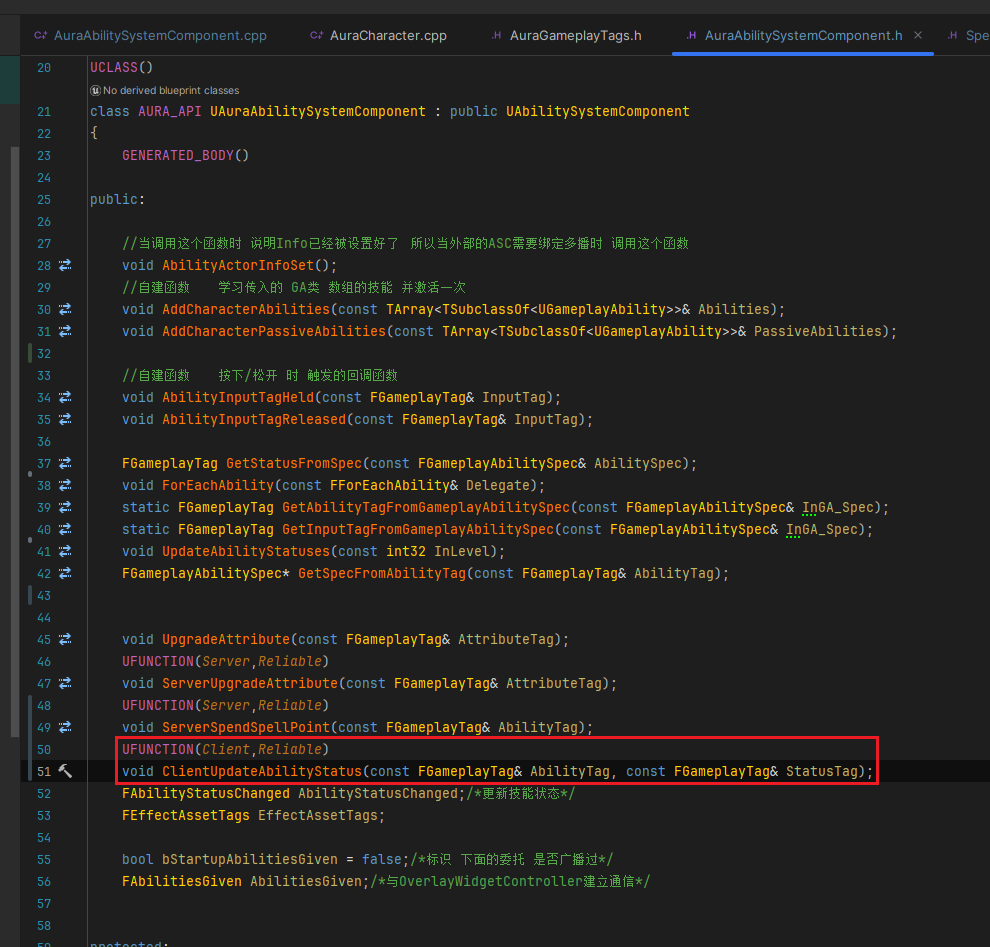 AuraAbilitySystemComponent.cpp AuraCharacter.cpp .H AuraGameplayTags.h .H AuraAbilitySystemComponent.h × .H Spe
20 UCLASS()
No derived blueprint classes
21 class AURA_API UAuraAbilitySystemComponent : public UAbilitySystemComponent
22 {
23 GENERATED_BODY()
24
25 public:
26
27 //当调用这个函数时 说明Info已经被设置好了 所以当外部的ASC需要绑定多播时 调用这个函数
28 void AbilityActorInfoSet();
29 //自建函数 学习传入的 GA类 数组的技能 并激活一次
30 void AddCharacterAbilities(const TArray<TSubclassOf<UGameplayAbility>>& Abilities);
31 void AddCharacterPassiveAbilities(const TArray<TSubclassOf<UGameplayAbility>>& PassiveAbilities);
32
33 //自建函数 按下/松开 时 触发的回调函数
34 void AbilityInputTagHeld(const FGameplayTag& InputTag);
35 void AbilityInputTagReleased(const FGameplayTag& InputTag);
36
37 FGameplayTag GetStatusFromSpec(const FGameplayAbilitySpec& AbilitySpec);
38 void ForEachAbility(const FForEachAbility& Delegate);
39 static FGameplayTag GetAbilityTagFromGameplayAbilitySpec(const FGameplayAbilitySpec& InGA_Spec);
40 static FGameplayTag GetInputTagFromGameplayAbilitySpec(const FGameplayAbilitySpec& InGA_Spec);
41 void UpdateAbilityStatuses(const int32 InLevel);
42 FGameplayAbilitySpec* GetSpecFromAbilityTag(const FGameplayTag& AbilityTag);
43
44
45 void UpgradeAttribute(const FGameplayTag& AttributeTag);
46 UFUNCTION(Server,Reliable)
47 void ServerUpgradeAttribute(const FGameplayTag& AttributeTag);
48 UFUNCTION(Server,Reliable)
49 void ServerSpendSpellPoint(const FGameplayTag& AbilityTag);
50 UFUNCTION(Client,Reliable)
51 void ClientUpdateAbilityStatus(const FGameplayTag& AbilityTag, const FGameplayTag& StatusTag);
52 FAbilityStatusChanged AbilityStatusChanged;/*更新技能状态*/
53 FEffectAssetTags EffectAssetTags;
54
55 bool bStartupAbilitiesGiven = false;/*标识 下面的委托 是否广播过*/
56 FAbilitiesGiven AbilitiesGiven;/*与OverlayWidgetController建立通信*/
57
58
59 protected: